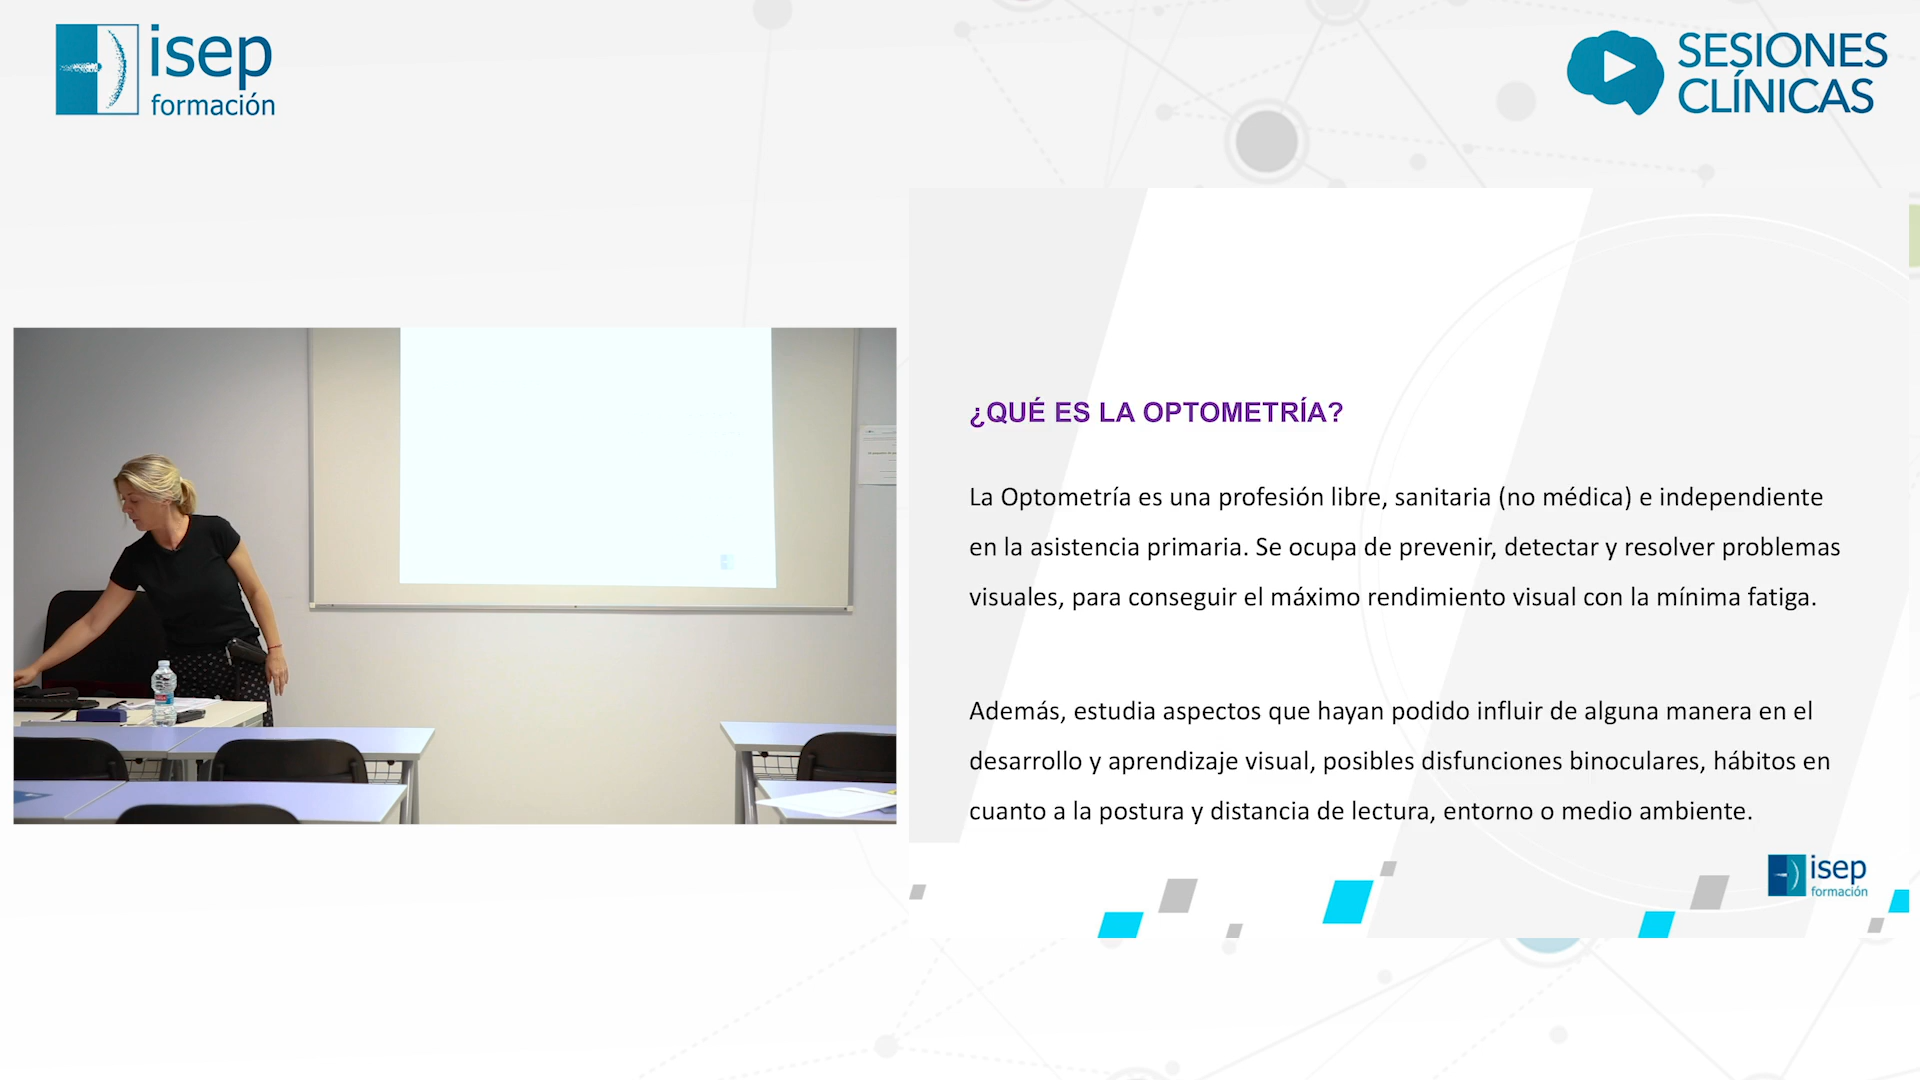 isep
formación
SESIONES
CLÍNICAS
¿QUÉ ES LA OPTOMETRÍA?
La Optometría es una profesión libre, sanitaria (no médica) e independiente
en la asistencia primaria. Se ocupa de prevenir, detectar y resolver problemas
visuales, para conseguir el máximo rendimiento visual con la mínima fatiga.
Además, estudia aspectos que hayan podido influir de alguna manera en el
desarrollo y aprendizaje visual, posibles disfunciones binoculares, hábitos en
cuanto a la postura y distancia de lectura, entorno o medio ambiente.
isep
formación